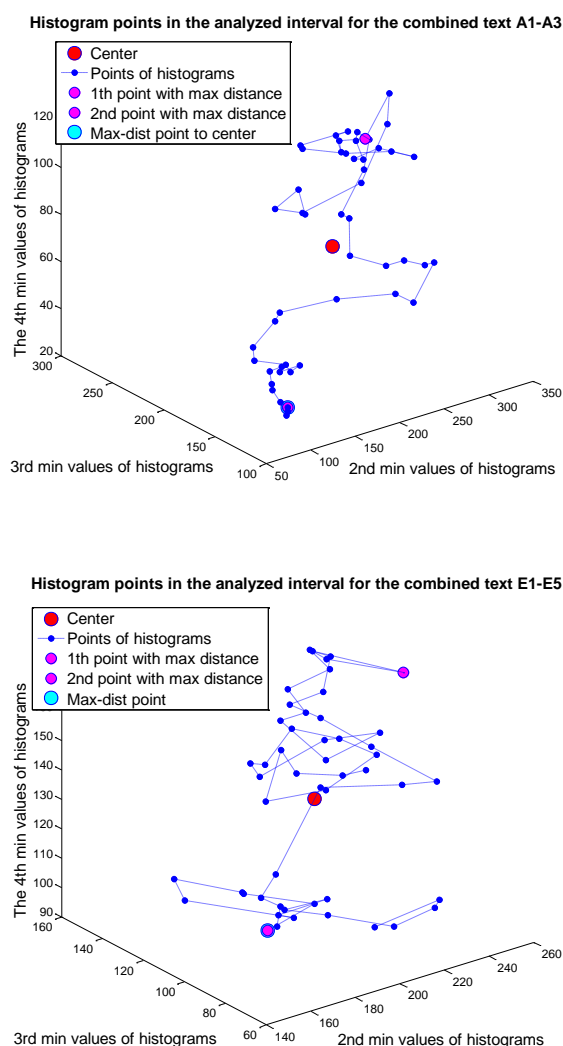 Histogram points in the analyzed interval for the combined text A1-A3
Center
Points of histograms
1th point with max distance
2nd point with max distance
Max-dist point to center
The 4th min values of histograms
120
100
80
60
40
20
300
250
200
150
100
3rd min values of histograms
50
100
150
200
250
300
350
2nd min values of histograms
Histogram points in the analyzed interval for the combined text E1-E5
Center
Points of histograms
1th point with max distance
2nd point with max distance
Max-dist point
The 4th min values of histograms
150
140
130
120
110
100
90
160
140
120
100
80
60
3rd min values of histograms
140
160
180
200
220
240
260
2nd min values of histograms